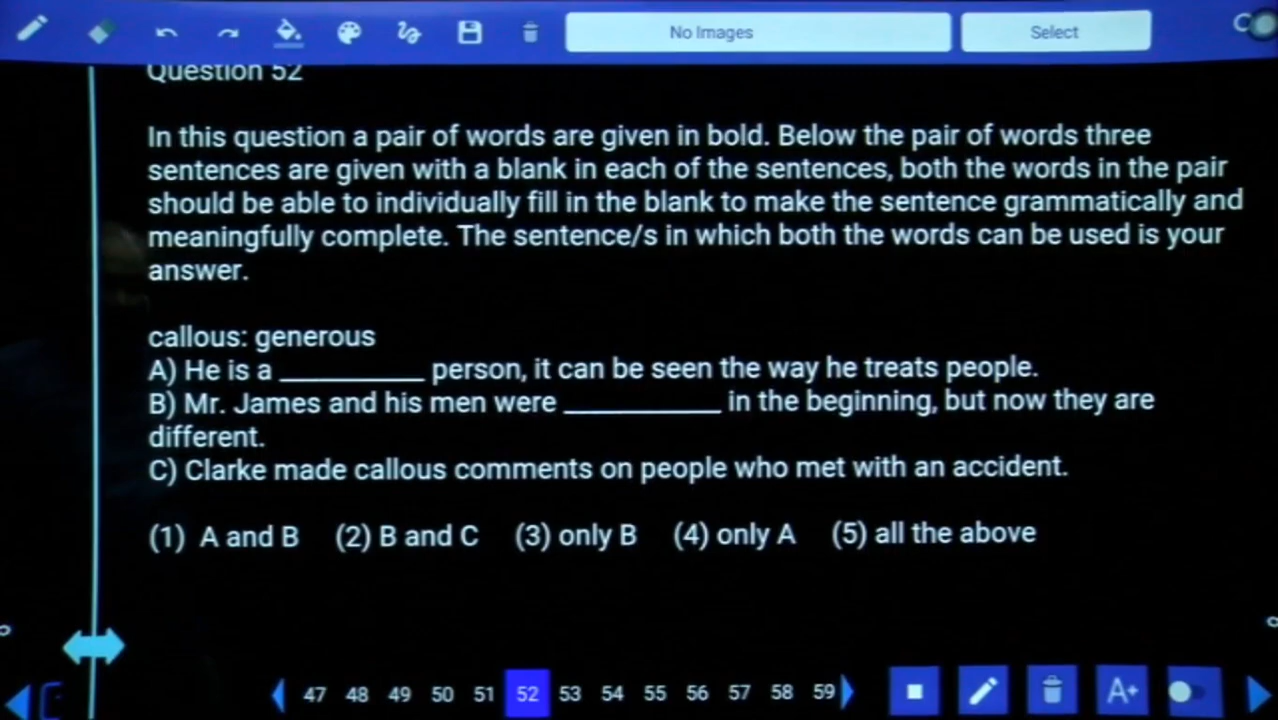 No Images
Select
Question 52
In this question a pair of words are given in bold. Below the pair of words three
sentences are given with a blank in each of the sentences, both the words in the pair
should be able to individually fill in the blank to make the sentence grammatically and
meaningfully complete. The sentence/s in which both the words can be used is your
answer.
callous: generous
A) He is a __________ person, it can be seen the way he treats people.
B) Mr. James and his men were ___________ in the beginning, but now they are
different.
C) Clarke made callous comments on people who met with an accident.
(1) A and B (2) B and C (3) only B (4) only A (5) all the above
47 48 49 50 51 52 53 54 55 56 57 58 59 A+